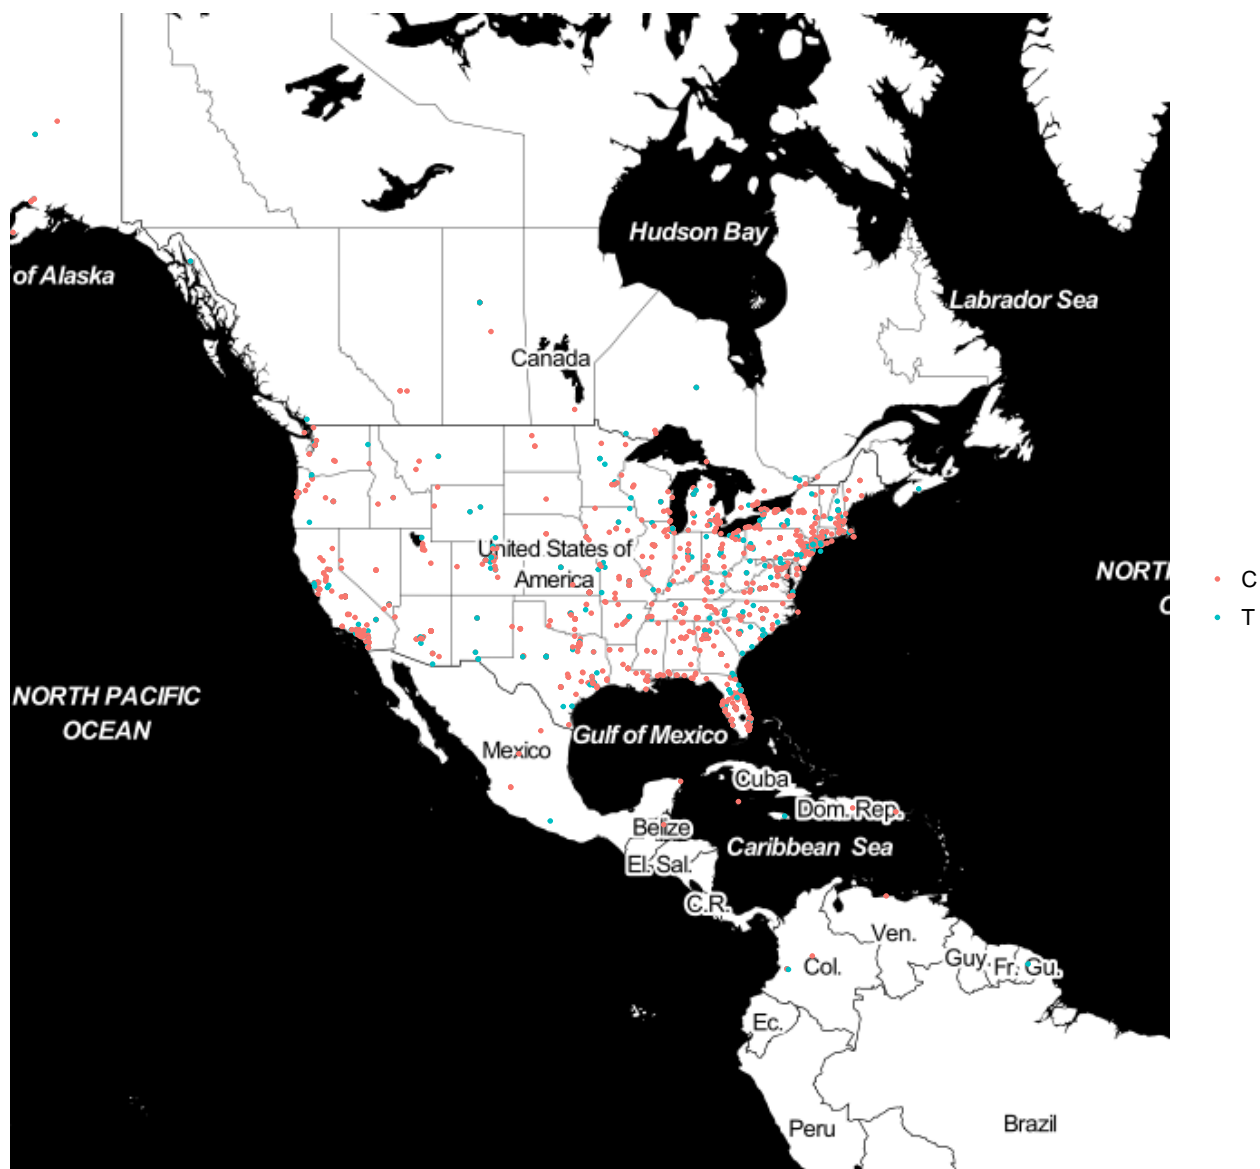 Hudson Bay
of Alaska
Labrador Sea
Canada
United States of
America
NORTH PACIFIC
OCEAN
Mexico
Gulf of Mexico
Cuba
Dom. Rep.
Belize
Caribbean Sea
El. Sal.
C.R.
Ven.
Guy.
Fr. Gu.
Col.
Ec.
Peru
Brazil
C
T